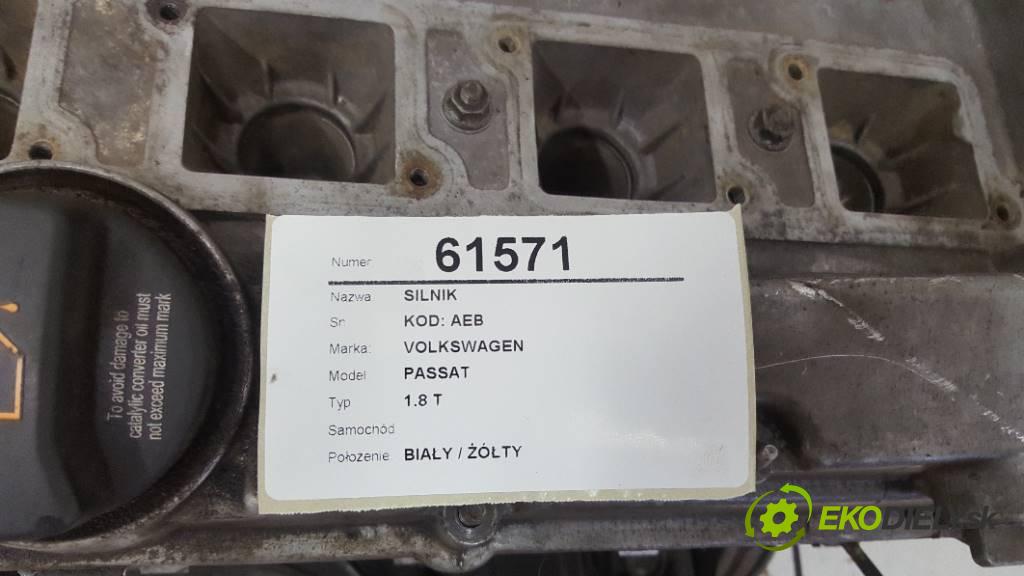 To avoid damage to
catalytic converter oil must
not exceed maximum mark
Numer 61571
Nazwa SILNIK
Sn KOD: AEB
Marka: VOLKSWAGEN
Model PASSAT
Typ 1.8 T
Samochód
Położenie BIAŁY / ŻÓŁTY
EKODIELY.sk